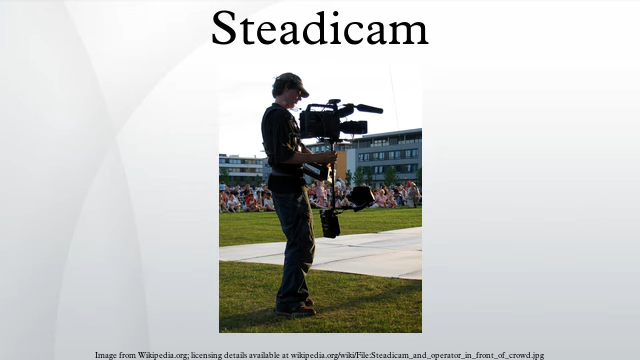 Steadicam
Image from Wikipedia.org; licensing details available at wikipedia.org/wiki/File:Steadicam_and_operator_in_front_of_crowd.jpg